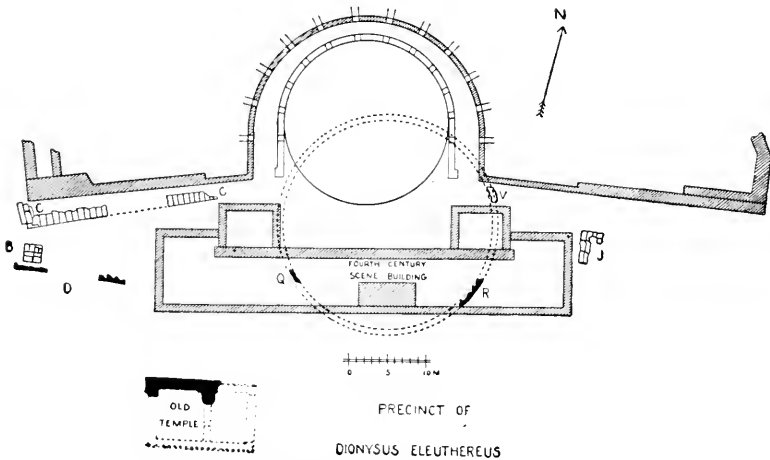 N
C
C
V
B
J
D
FOURTH CENTURY
SCENE BUILDING
Q
R
0 5 10 M
OLD
TEMPLE
PRECINCT OF
DIONYSUS ELEUTHEREUS